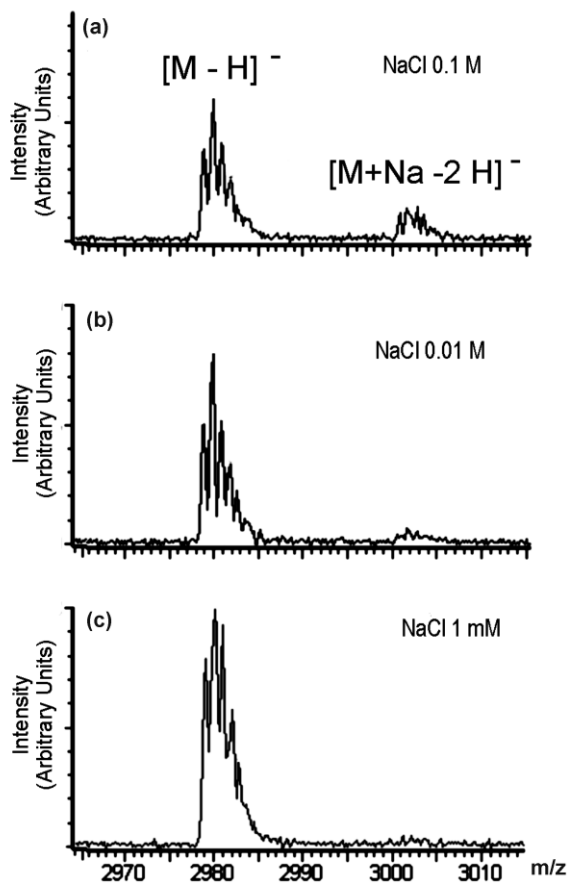 (a)
[M - H] ⁻
NaCl 0.1 M
[M+Na -2 H] ⁻
Intensity
(Arbitrary Units)
(b)
NaCl 0.01 M
Intensity
(Arbitrary Units)
(c)
NaCl 1 mM
Intensity
(Arbitrary Units)
2970 2980 2990 3000 3010 m/z